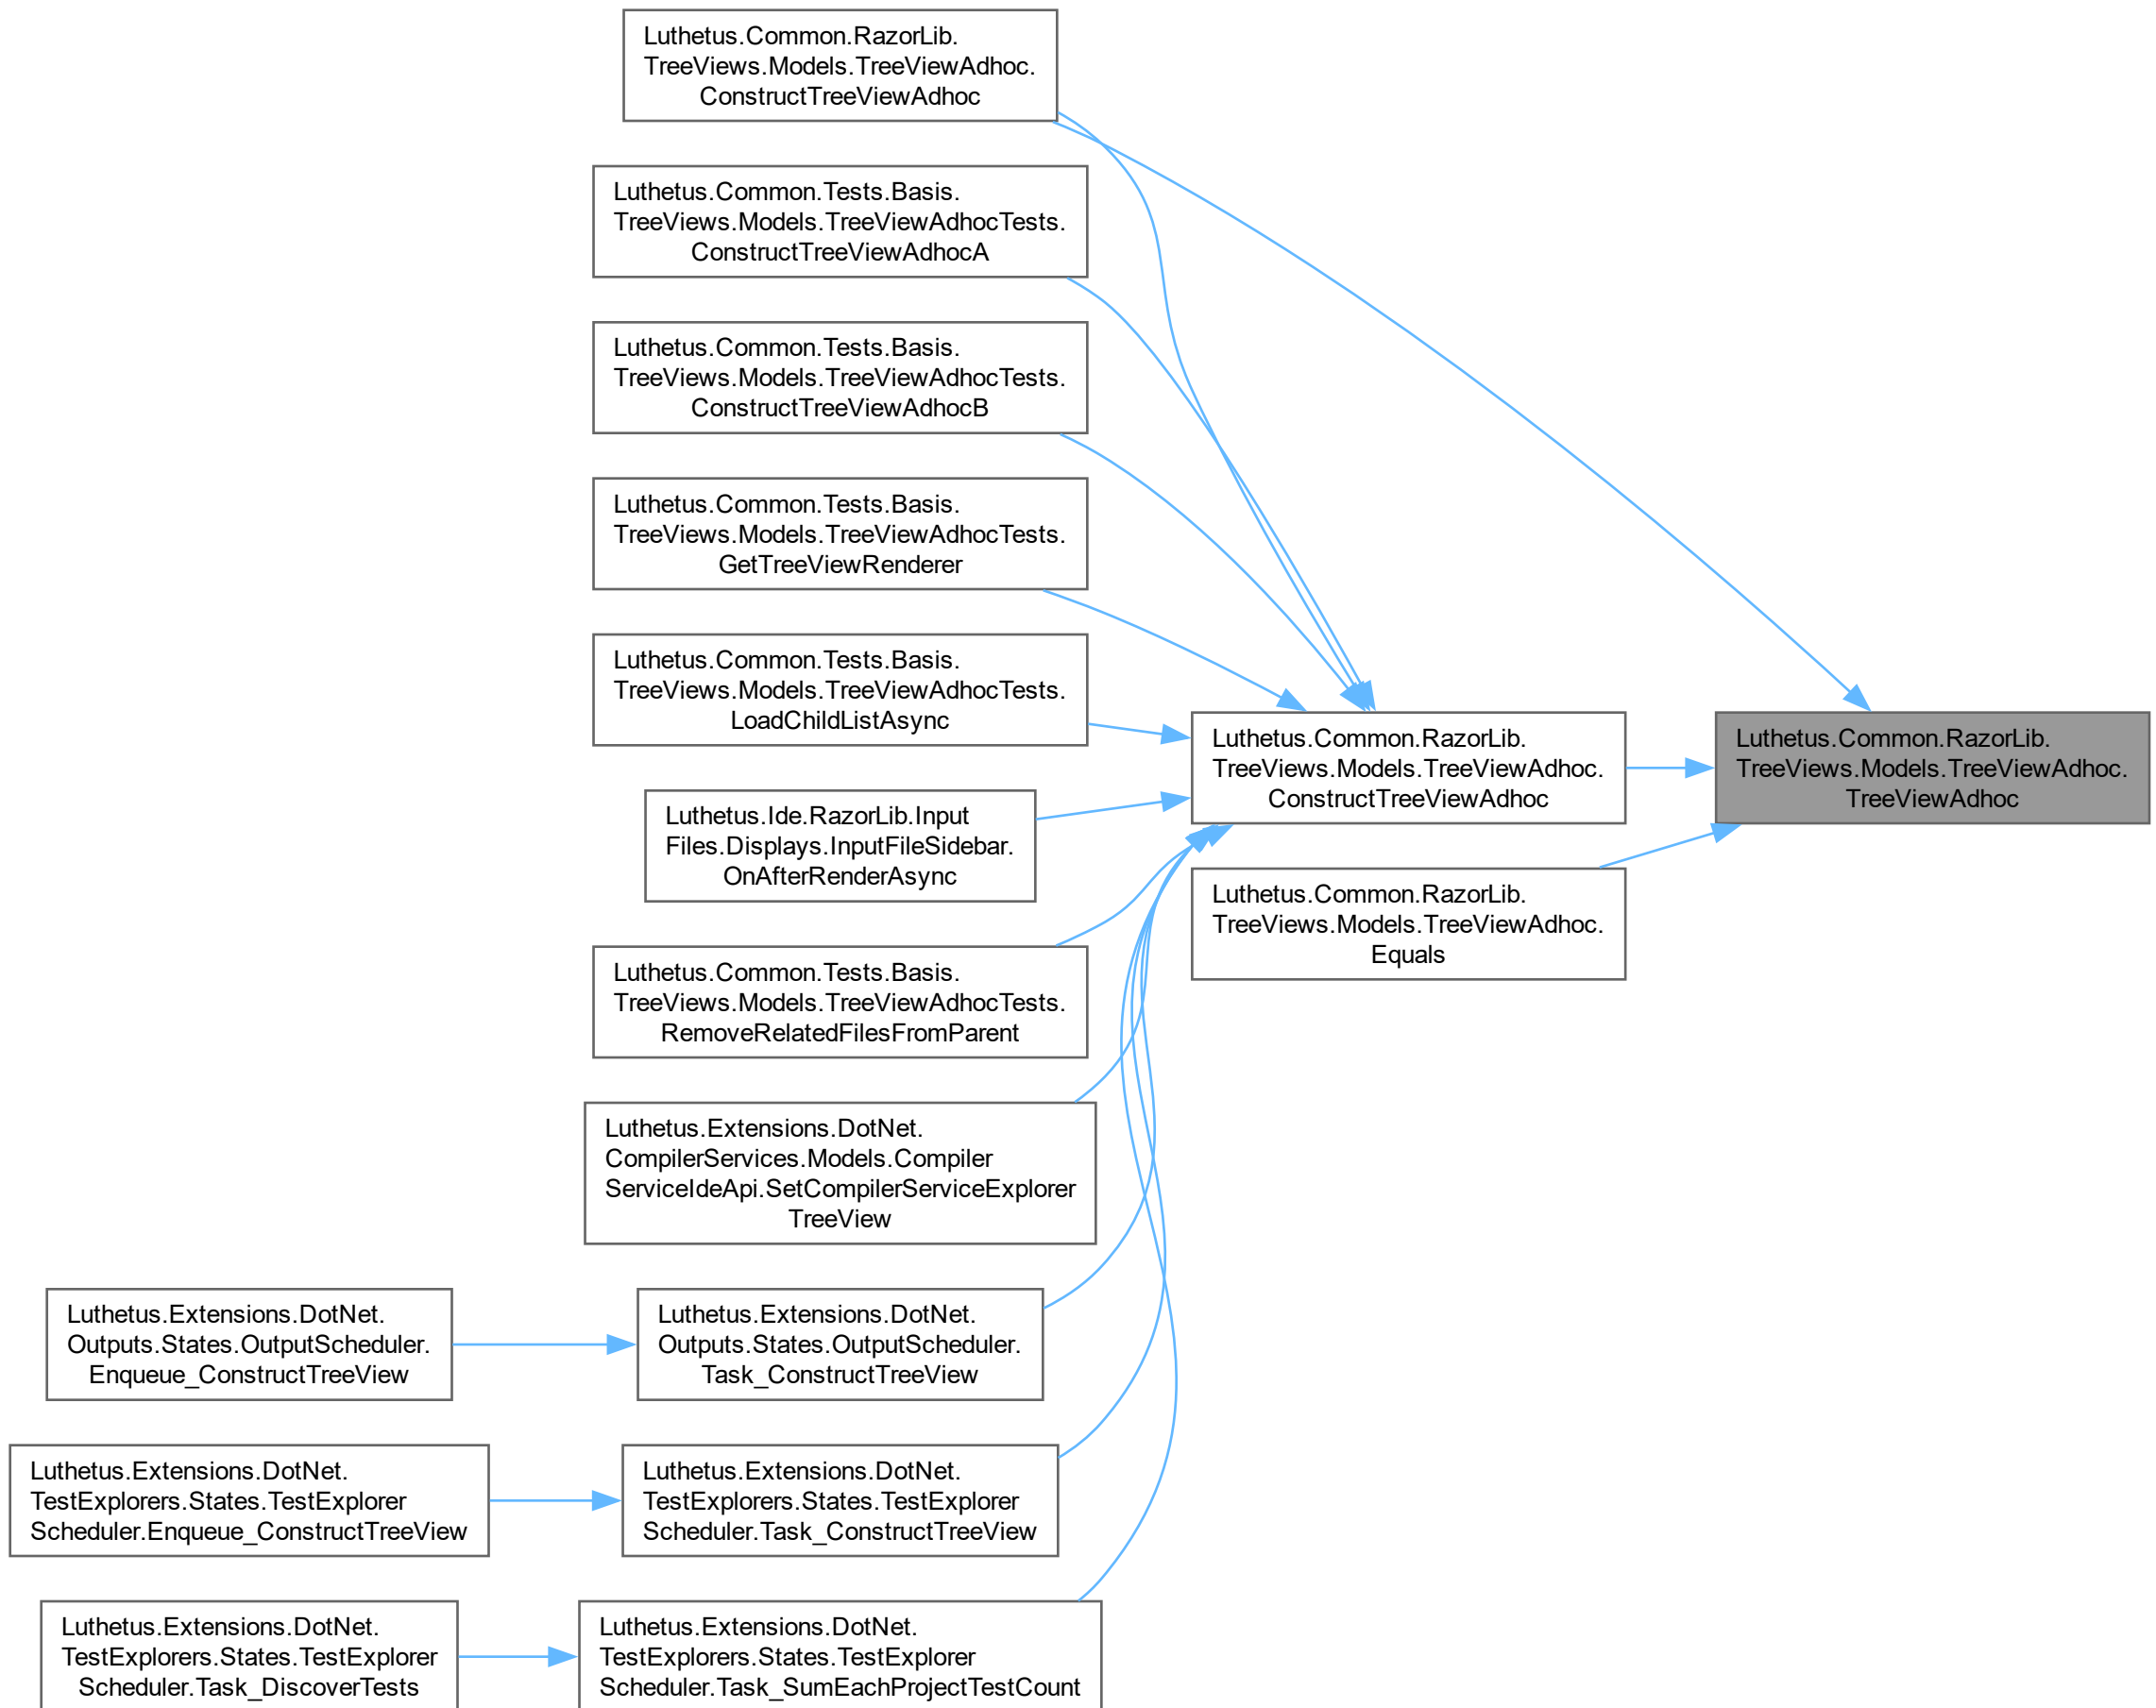 Luthetus.Common.RazorLib.
TreeViews.Models.TreeViewAdhoc.
ConstructTreeViewAdhoc
Luthetus.Common.Tests.Basis.
TreeViews.Models.TreeViewAdhocTests.
ConstructTreeViewAdhocA
Luthetus.Common.Tests.Basis.
TreeViews.Models.TreeViewAdhocTests.
ConstructTreeViewAdhocB
Luthetus.Common.Tests.Basis.
TreeViews.Models.TreeViewAdhocTests.
GetTreeViewRenderer
Luthetus.Common.Tests.Basis.
TreeViews.Models.TreeViewAdhocTests.
LoadChildListAsync
Luthetus.Common.RazorLib.
TreeViews.Models.TreeViewAdhoc.
ConstructTreeViewAdhoc
Luthetus.Common.RazorLib.
TreeViews.Models.TreeViewAdhoc.
TreeViewAdhoc
Luthetus.Ide.RazorLib.Input
Files.Displays.InputFileSidebar.
OnAfterRenderAsync
Luthetus.Common.RazorLib.
TreeViews.Models.TreeViewAdhoc.
Equals
Luthetus.Common.Tests.Basis.
TreeViews.Models.TreeViewAdhocTests.
RemoveRelatedFilesFromParent
Luthetus.Extensions.DotNet.
CompilerServices.Models.Compiler
ServiceIdeApi.SetCompilerServiceExplorer
TreeView
Luthetus.Extensions.DotNet.
Outputs.States.OutputScheduler.
Enqueue_ConstructTreeView
Luthetus.Extensions.DotNet.
Outputs.States.OutputScheduler.
Task_ConstructTreeView
Luthetus.Extensions.DotNet.
TestExplorers.States.TestExplorer
Scheduler.Enqueue_ConstructTreeView
Luthetus.Extensions.DotNet.
TestExplorers.States.TestExplorer
Scheduler.Task_ConstructTreeView
Luthetus.Extensions.DotNet.
TestExplorers.States.TestExplorer
Scheduler.Task_DiscoverTests
Luthetus.Extensions.DotNet.
TestExplorers.States.TestExplorer
Scheduler.Task_SumEachProjectTestCount